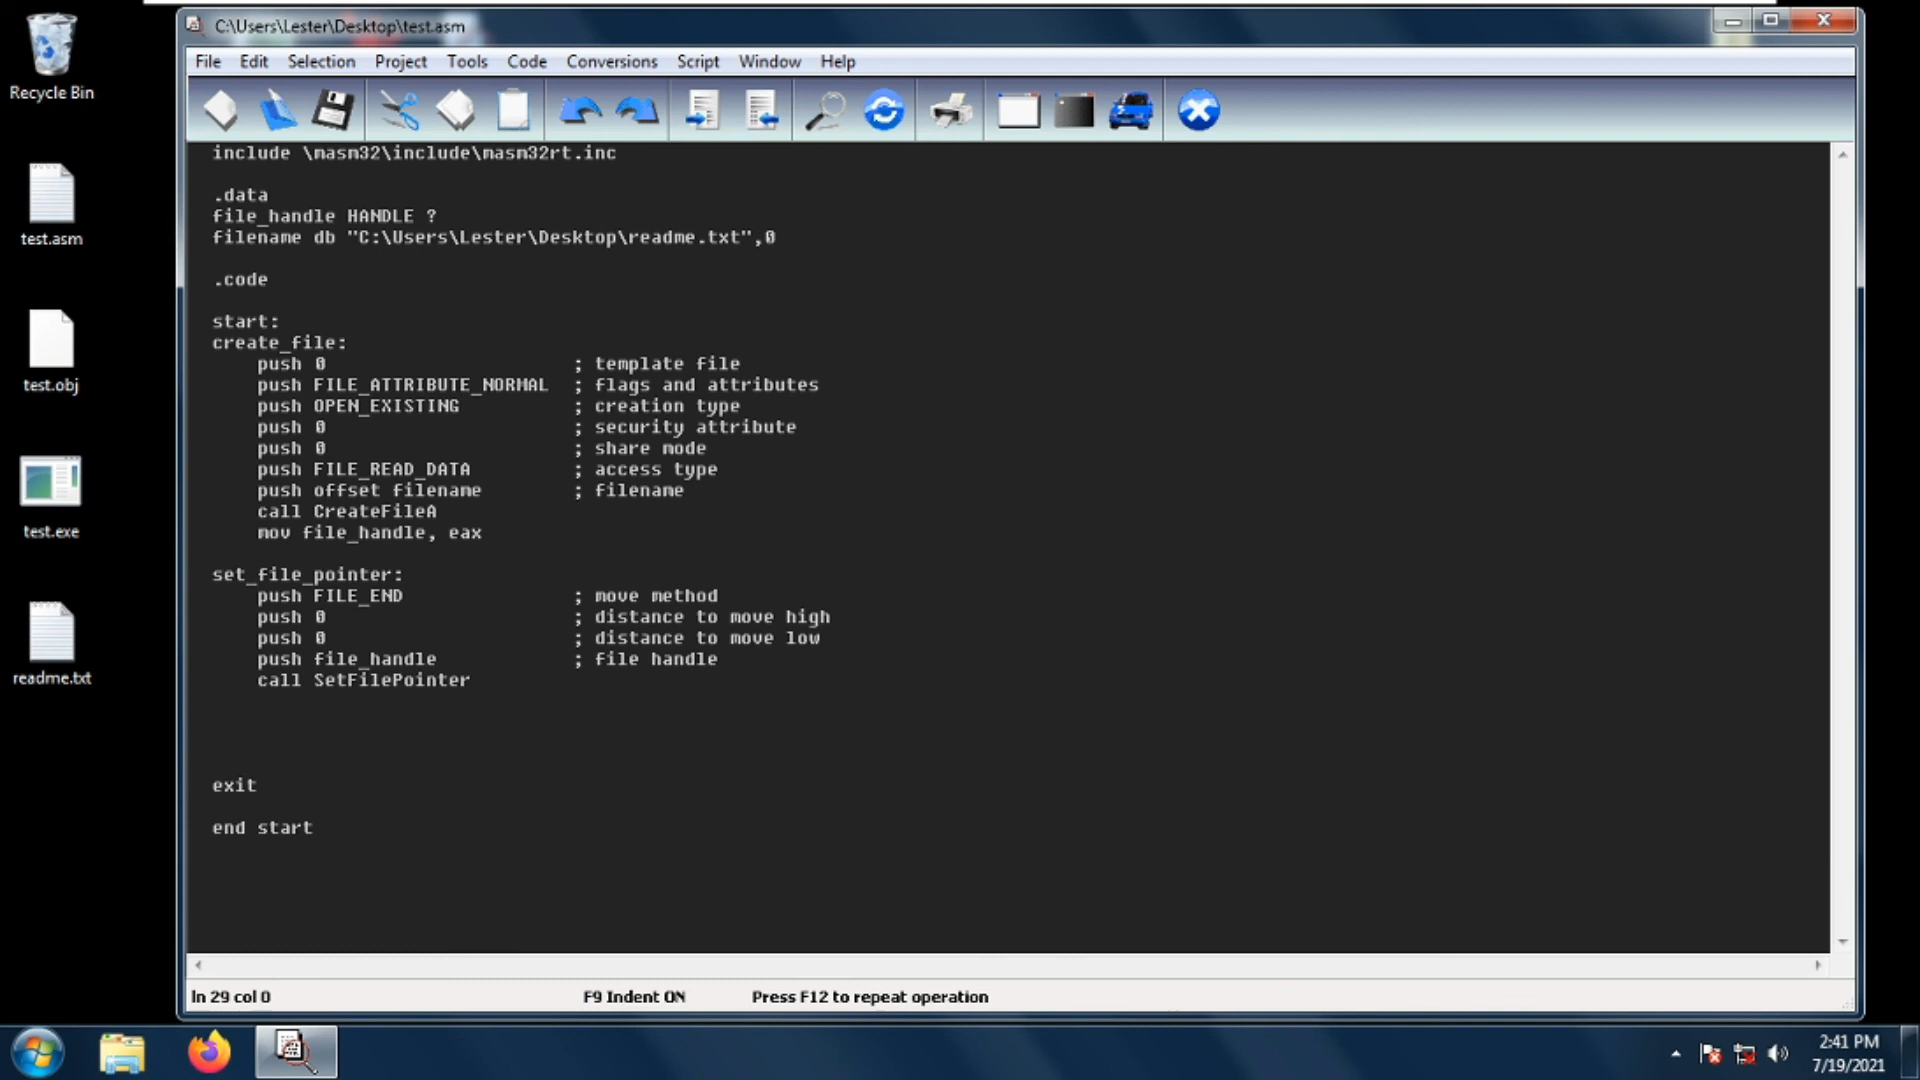 C:\Users\Lester\Desktop\test.asm
File Edit Selection Project Tools Code Conversions Script Window Help
Recycle Bin
test.asm
test.obj
test.exe
readme.txt
include \masm32\include\masm32rt.inc
.data
file_handle HANDLE ?
filename db "C:\Users\Lester\Desktop\readme.txt",0
.code
start:
create_file:
push 0 ; template file
push FILE_ATTRIBUTE_NORMAL ; flags and attributes
push OPEN_EXISTING ; creation type
push 0 ; security attribute
push 0 ; share mode
push FILE_READ_DATA ; access type
push offset filename ; filename
call CreateFileA
mov file_handle, eax
set_file_pointer:
push FILE_END ; move method
push 0 ; distance to move high
push 0 ; distance to move low
push file_handle ; file handle
call SetFilePointer
exit
end start
ln 29 col 0 F9 Indent ON Press F12 to repeat operation
2:41 PM
7/19/2021